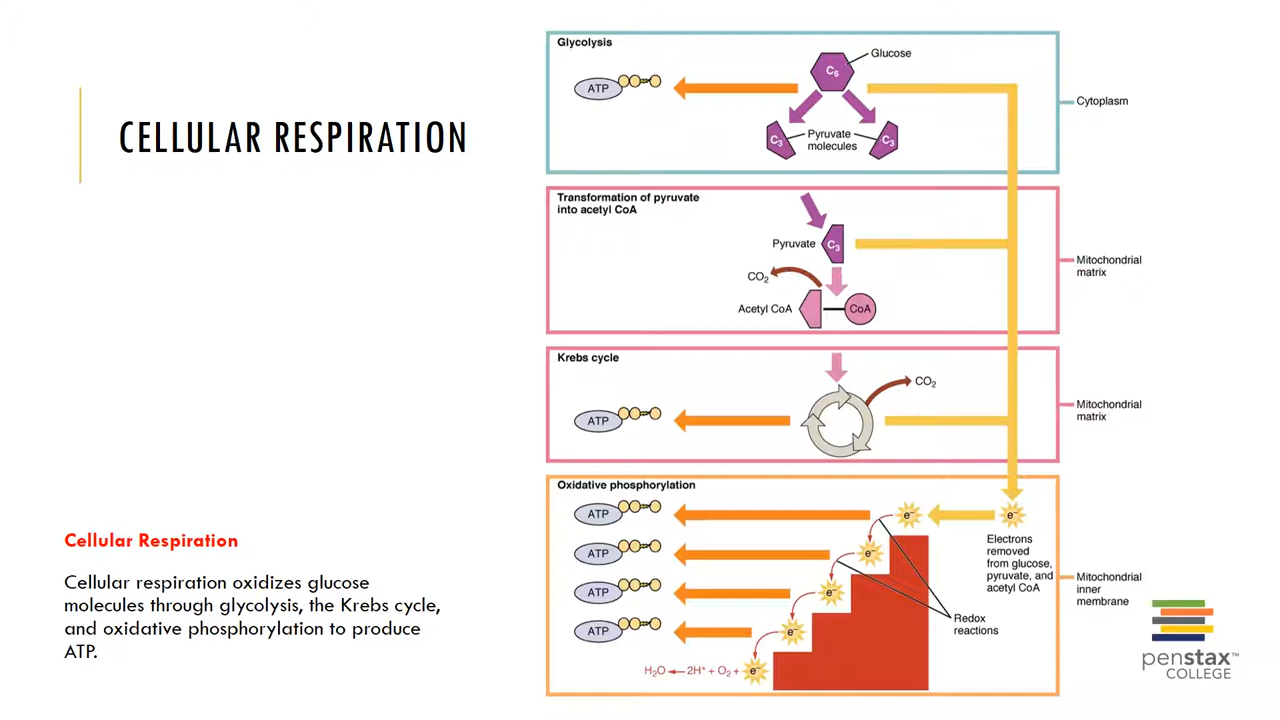 CELLULAR RESPIRATION
Cellular Respiration
Cellular respiration oxidizes glucose
molecules through glycolysis, the Krebs cycle,
and oxidative phosphorylation to produce
ATP.
Glycolysis
Glucose
C6
ATP
C3
Pyruvate
molecules
C3
Cytoplasm
Transformation of pyruvate
into acetyl CoA
Pyruvate
C3
CO2
Acetyl CoA
CoA
Mitochondrial
matrix
Krebs cycle
CO2
ATP
Mitochondrial
matrix
Oxidative phosphorylation
ATP
e−
e−
ATP
e−
ATP
e−
ATP
e−
H2O ← 2H+ + O2 +
e−
Electrons
removed
from glucose,
pyruvate, and
acetyl CoA
Redox
reactions
Mitochondrial
inner
membrane
penstax™
COLLEGE